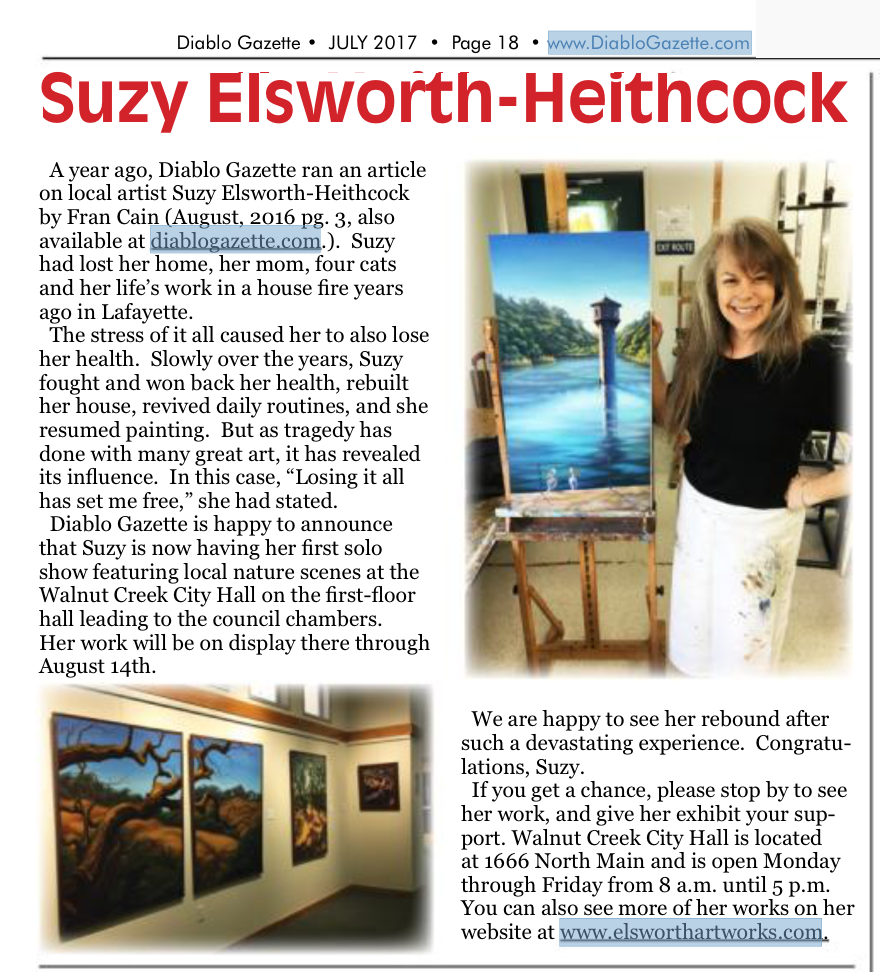 Diablo Gazette • JULY 2017 • Page 18 • www.DiabloGazette.com
Suzy Elsworth-Heithcock
A year ago, Diablo Gazette ran an article
on local artist Suzy Elsworth-Heithcock
by Fran Cain (August, 2016 pg. 3, also
available at diablogazette.com.).  Suzy
had lost her home, her mom, four cats
and her life’s work in a house fire years
ago in Lafayette.
The stress of it all caused her to also lose
her health.  Slowly over the years, Suzy
fought and won back her health, rebuilt
her house, revived daily routines, and she
resumed painting.  But as tragedy has
done with many great art, it has revealed
its influence.  In this case, “Losing it all
has set me free,” she had stated.
Diablo Gazette is happy to announce
that Suzy is now having her first solo
show featuring local nature scenes at the
Walnut Creek City Hall on the first-floor
hall leading to the council chambers.
Her work will be on display there through
August 14th.
EXIT ROUTE
We are happy to see her rebound after
such a devastating experience.  Congratu-
lations, Suzy.
If you get a chance, please stop by to see
her work, and give her exhibit your sup-
port. Walnut Creek City Hall is located
at 1666 North Main and is open Monday
through Friday from 8 a.m. until 5 p.m.
You can also see more of her works on her
website at www.elsworthartworks.com.